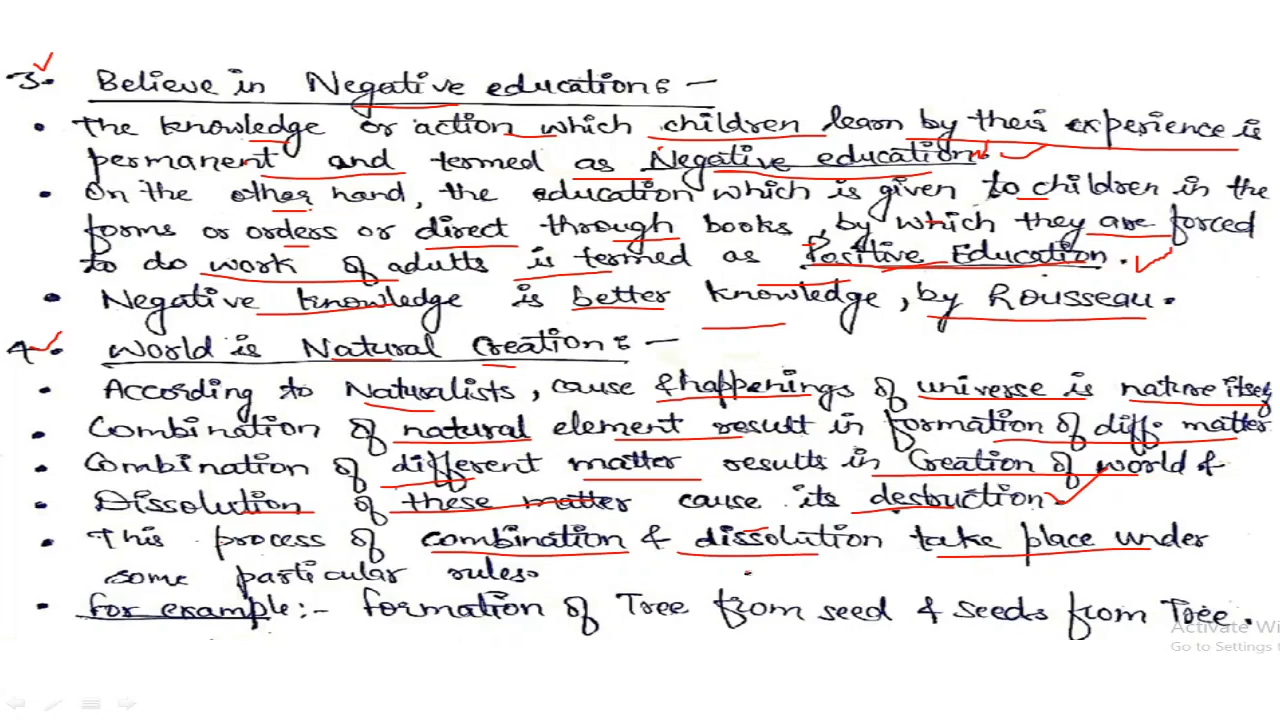 3. Believe in Negative educations :-
• The knowledge or action which children learn by their experience is
permanent and termed as Negative education.
• On the other hand, the education which is given to children in the
forms or orders or direct through books, by which they are forced
to do work of adults is termed as Positive Education.
• Negative knowledge is better knowledge, by Rousseau.
4. World is Natural Creation :-
• According to Naturalists, cause & happenings of universe is nature itself
• Combination of natural element result in formation of diff. matter
• Combination of different matter results in Creation of world &
• Dissolution of these matter cause its destruction.
• This process of combination & dissolution take place under
some particular rules.
• for example:- Formation of Tree from seed & seeds from Tree.
Activate Wi
Go to Settings t